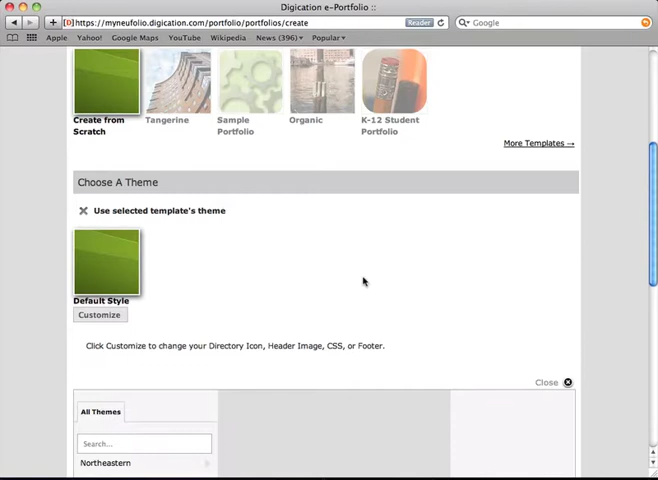 Digication e-Portfolio ::
[D] https://myneufolio.digication.com/portfolio/portfolios/create
Reader
Google
Apple Yahoo! Google Maps YouTube Wikipedia News (396) Popular
Create from Scratch
Tangerine
Sample Portfolio
Organic
K-12 Student Portfolio
More Templates →
Choose A Theme
Use selected template's theme
Default Style
Customize
Click Customize to change your Directory Icon, Header Image, CSS, or Footer.
Close
All Themes
Search...
Northeastern